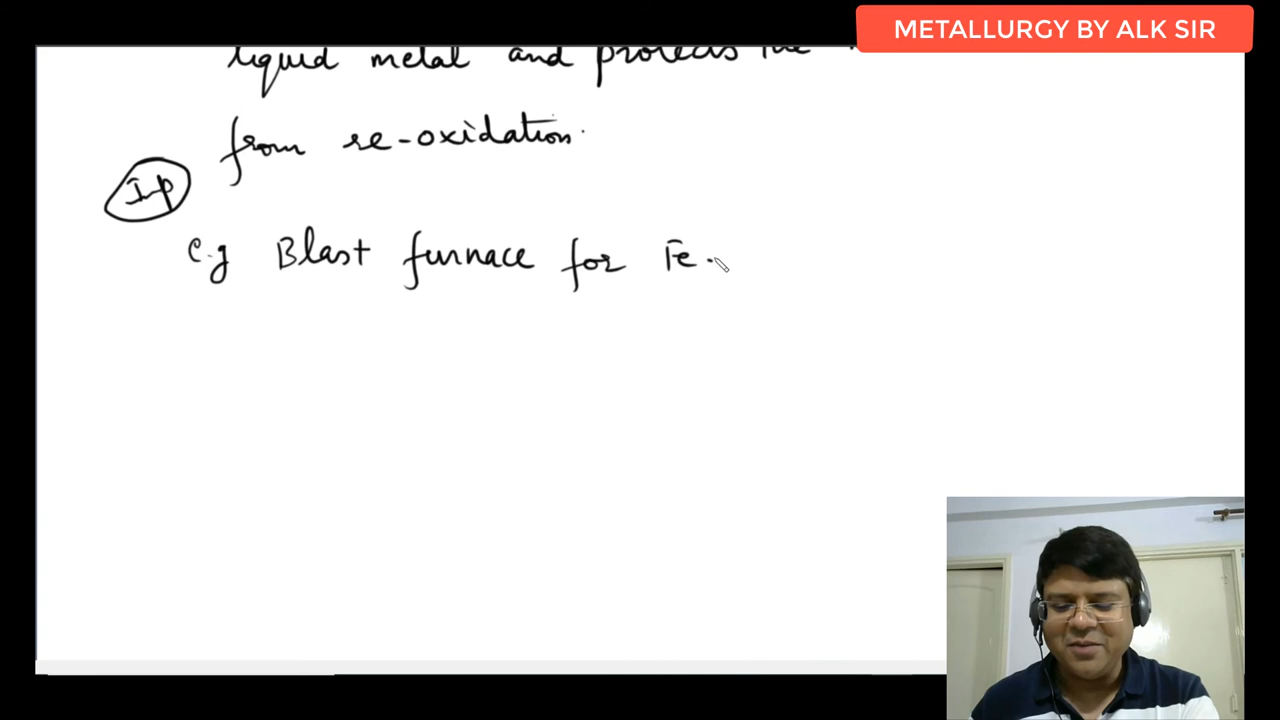 METALLURGY BY ALK SIR
liquid metal and protects the
from re-oxidation.
Imp
e.g Blast furnace for Fe.